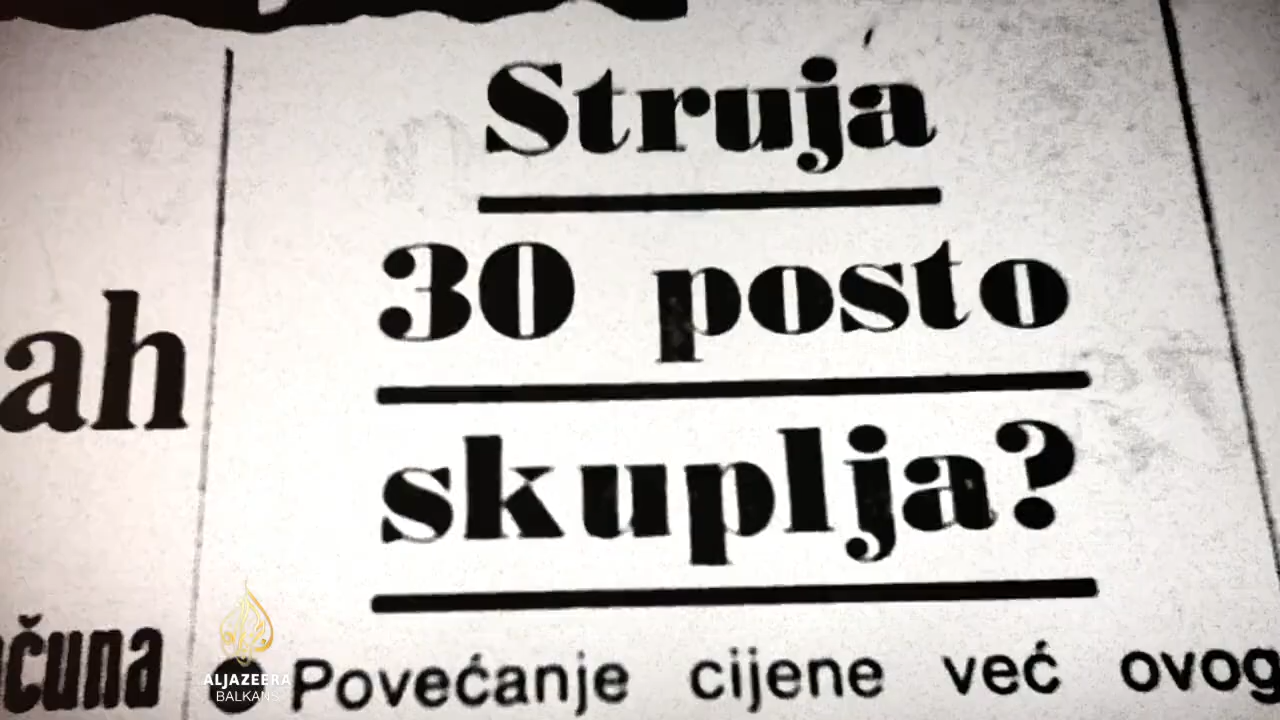 Struja
30 posto
skuplja?
ah
čuna
Povećanje cijene već ovog
ALJAZEERA
BALKANS